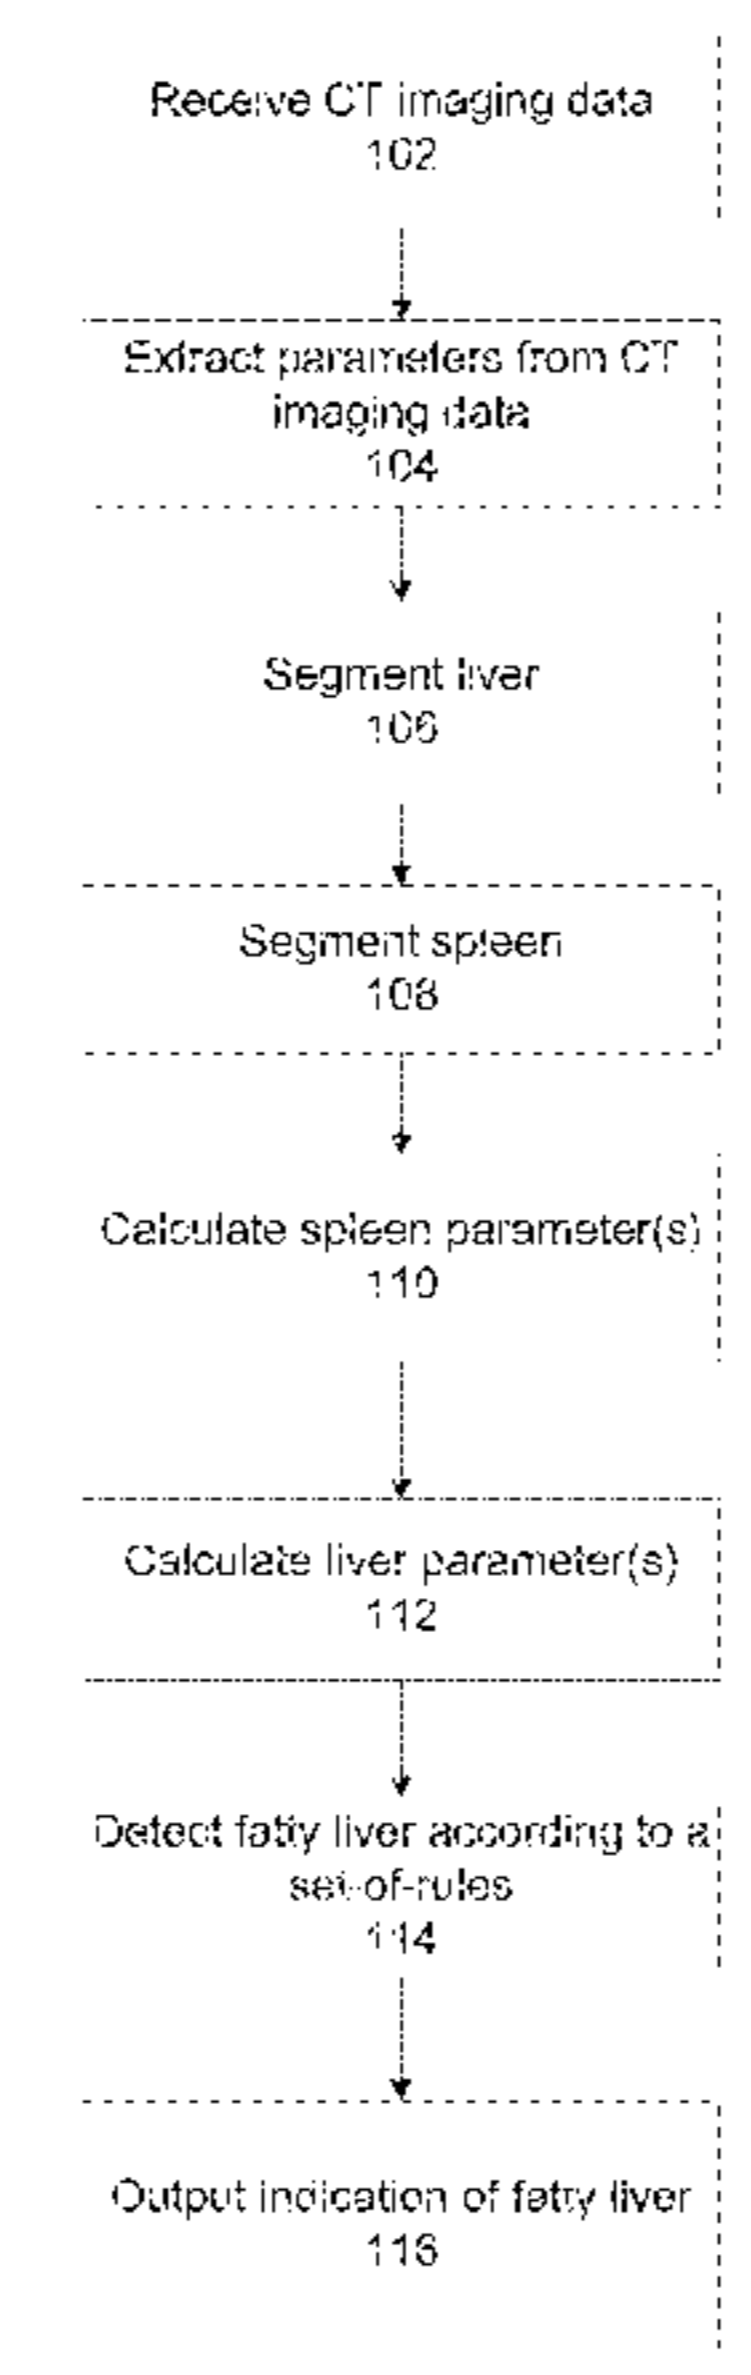 Receive CT imaging data
102
Extract parameters from CT
imaging data
104
Segment liver
106
Segment spleen
108
Calculate spleen parameter(s)
110
Calculate liver parameter(s)
112
Detect fatty liver according to a
set-of-rules
114
Output indication of fatty liver
116